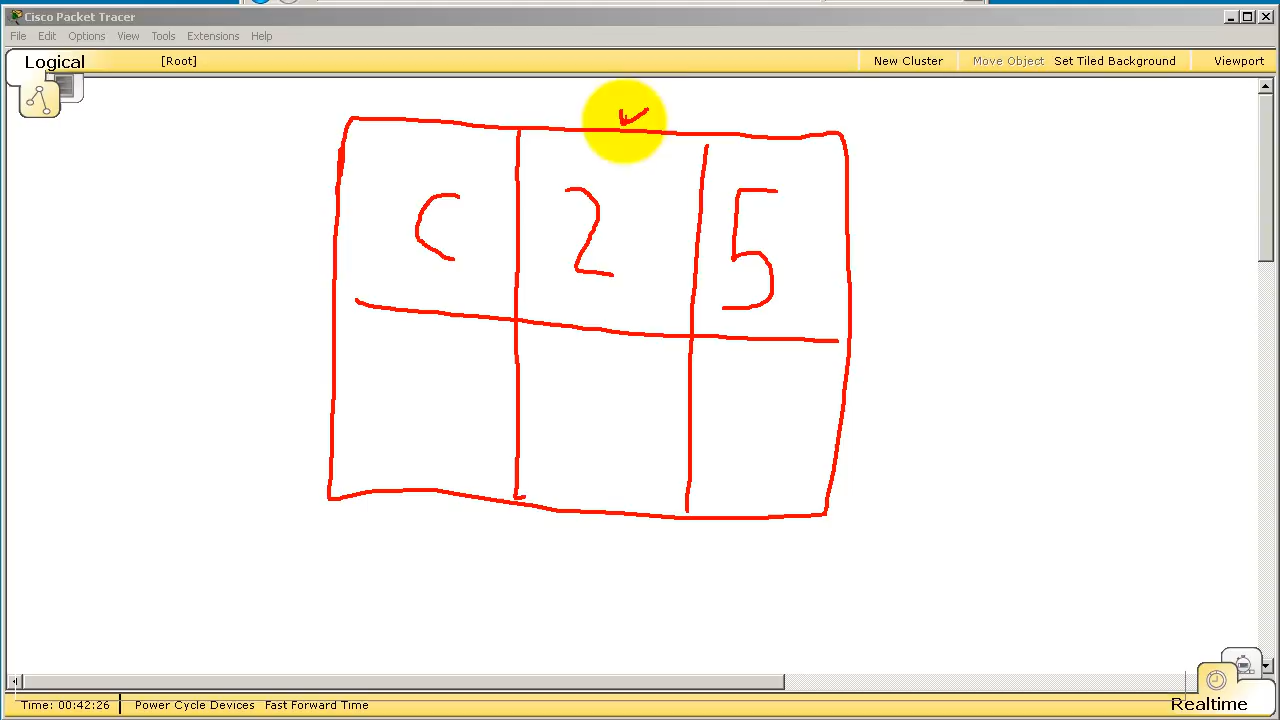 Cisco Packet Tracer
File Edit Options View Tools Extensions Help
Logical [Root] New Cluster Move Object Set Tiled Background Viewport
C 2 5
Time: 00:42:26 Power Cycle Devices Fast Forward Time
Realtime